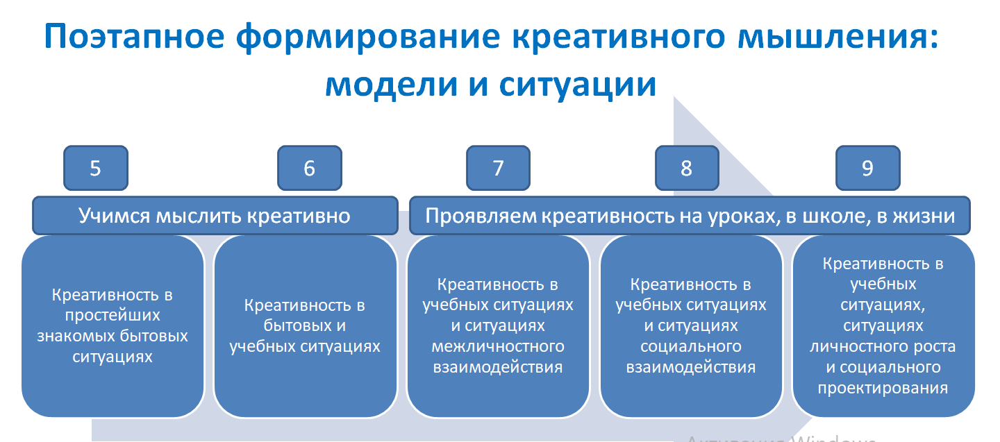 Поэтапное формирование креативного мышления:
модели и ситуации
5
6
7
8
9
Учимся мыслить креативно
Проявляем креативность на уроках, в школе, в жизни
Креативность в
простейших
знакомых бытовых
ситуациях
Креативность в
бытовых и
учебных ситуациях
Креативность в
учебных ситуациях
и ситуациях
межличностного
взаимодействия
Креативность в
учебных ситуациях
и ситуациях
социального
взаимодействия
Креативность в
учебных
ситуациях,
ситуациях
личностного роста
и социального
проектирования
Активация Windows